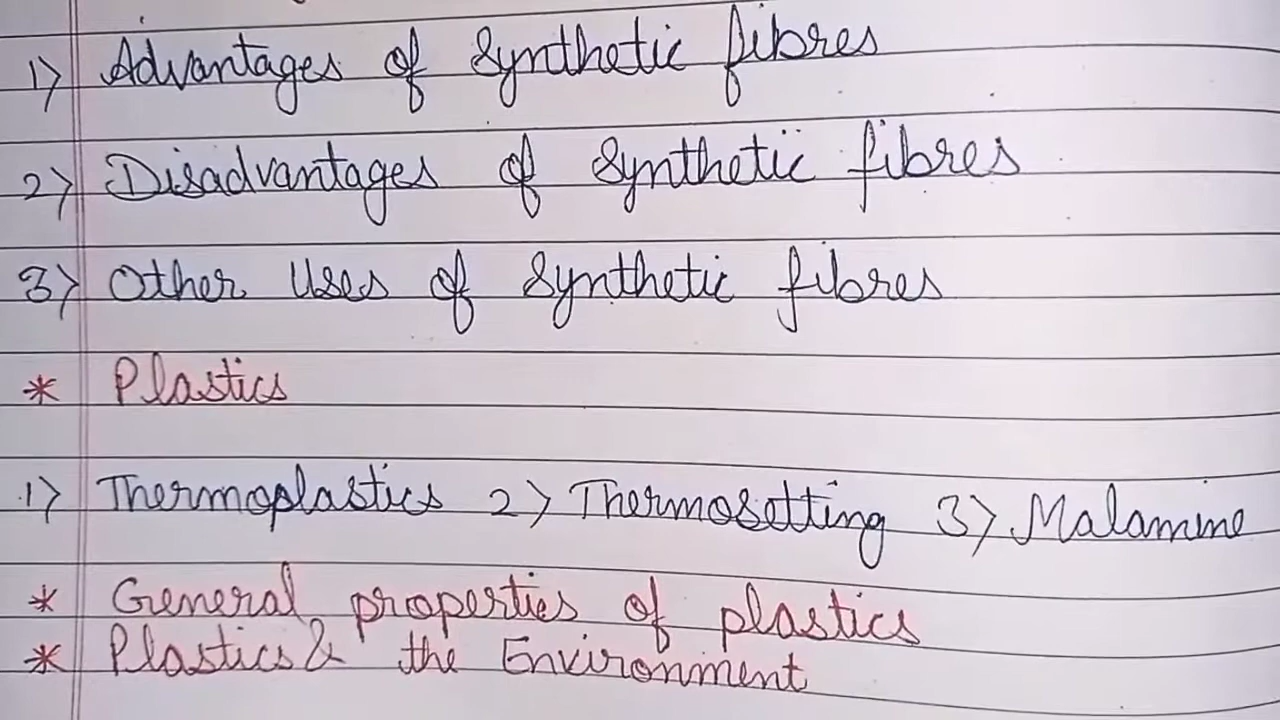 1) Advantages of Synthetic fibres
2) Disadvantages of Synthetic fibres
3) Other Uses of Synthetic fibres
* Plastics
1) Thermoplastics 2) Thermosetting 3) Malamine
* General properties of plastics
* Plastics & the Environment